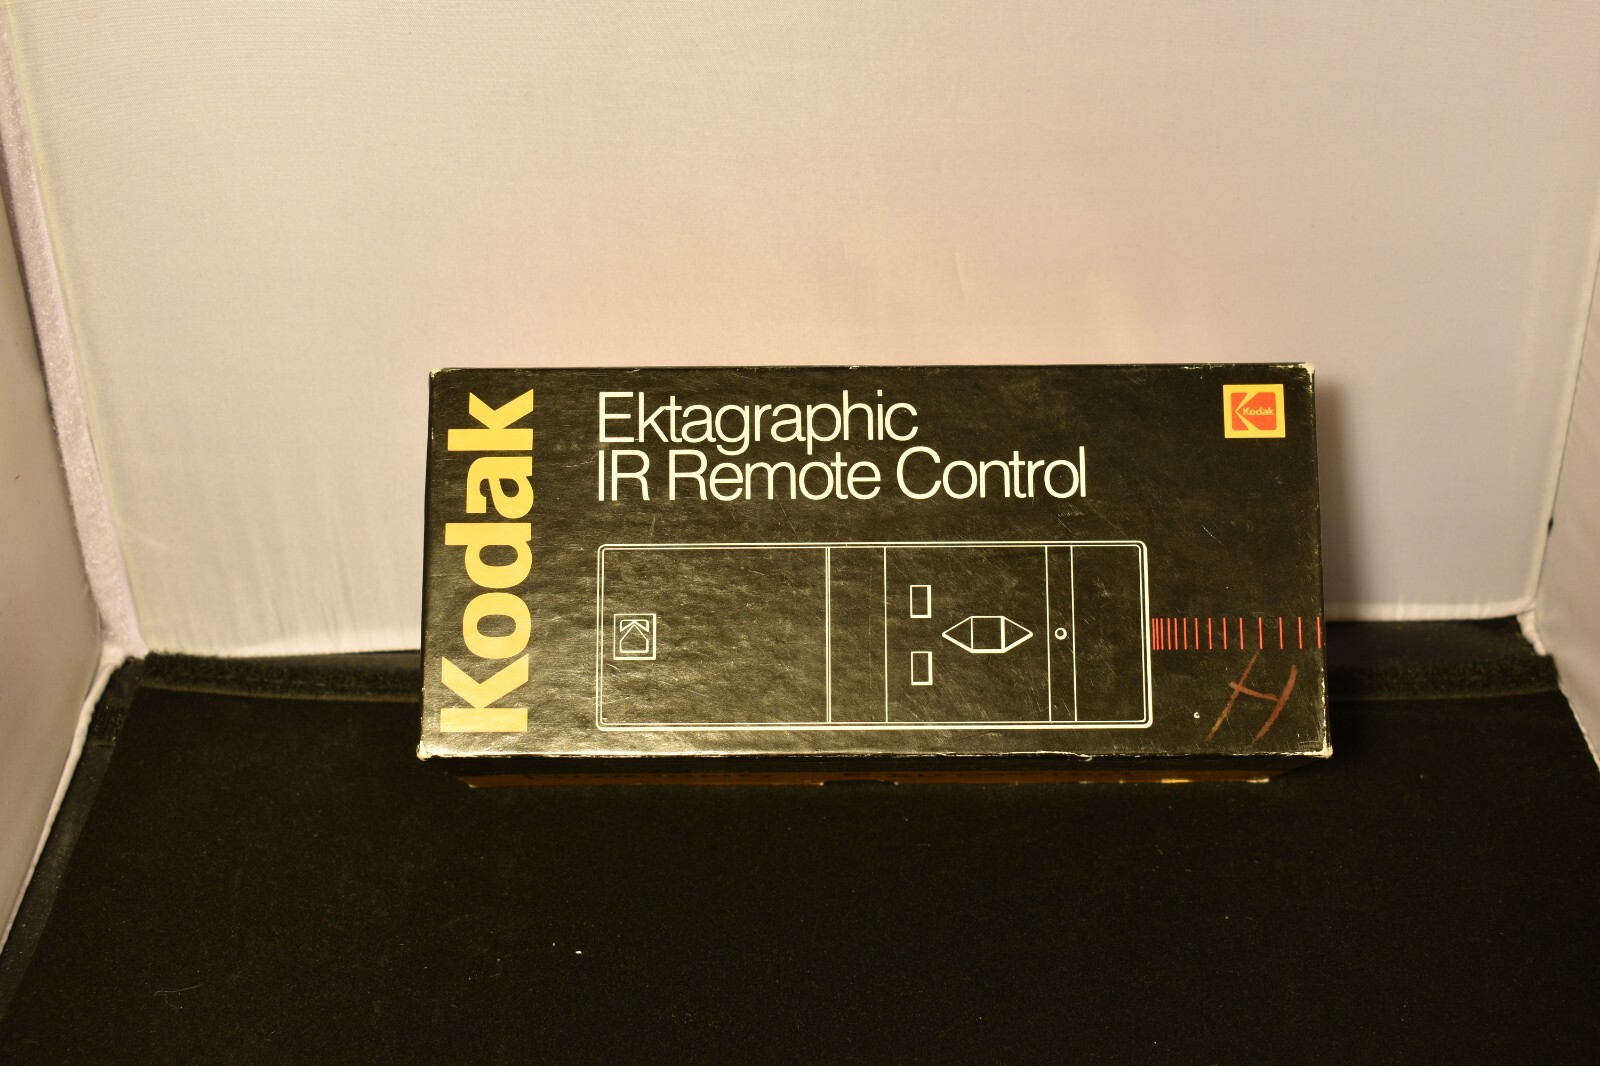 Kodak
Ektagraphic
IR Remote Control
Kodak
H